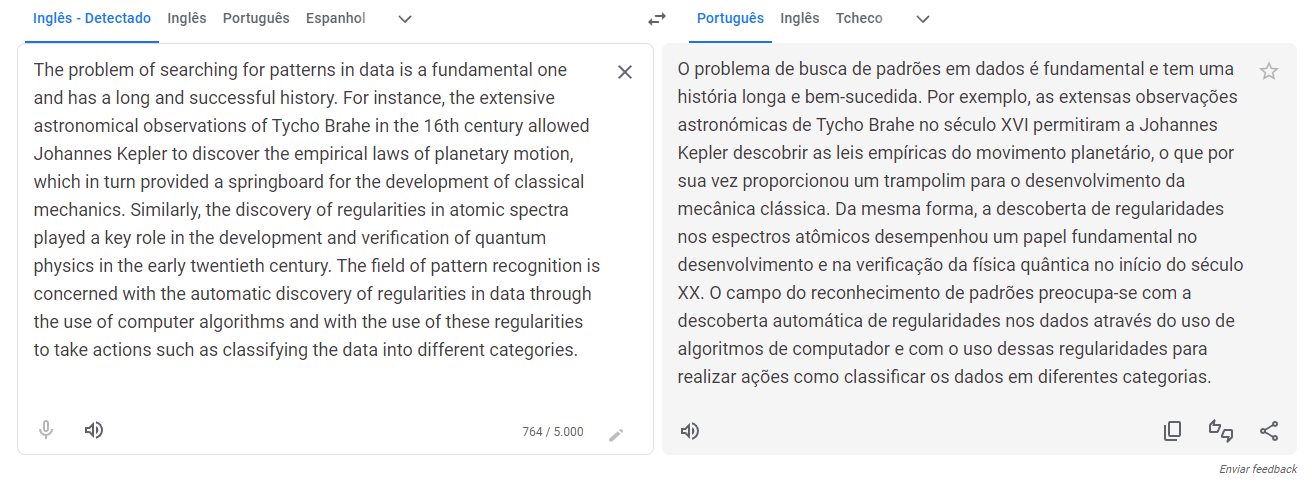 Inglês - Detectado Inglês Português Espanhol
Português Inglês Tcheco
The problem of searching for patterns in data is a fundamental one
and has a long and successful history. For instance, the extensive
astronomical observations of Tycho Brahe in the 16th century allowed
Johannes Kepler to discover the empirical laws of planetary motion,
which in turn provided a springboard for the development of classical
mechanics. Similarly, the discovery of regularities in atomic spectra
played a key role in the development and verification of quantum
physics in the early twentieth century. The field of pattern recognition is
concerned with the automatic discovery of regularities in data through
the use of computer algorithms and with the use of these regularities
to take actions such as classifying the data into different categories.
764 / 5.000
O problema de busca de padrões em dados é fundamental e tem uma
história longa e bem-sucedida. Por exemplo, as extensas observações
astronómicas de Tycho Brahe no século XVI permitiram a Johannes
Kepler descobrir as leis empíricas do movimento planetário, o que por
sua vez proporcionou um trampolim para o desenvolvimento da
mecânica clássica. Da mesma forma, a descoberta de regularidades
nos espectros atômicos desempenhou um papel fundamental no
desenvolvimento e na verificação da física quântica no início do século
XX. O campo do reconhecimento de padrões preocupa-se com a
descoberta automática de regularidades nos dados através do uso de
algoritmos de computador e com o uso dessas regularidades para
realizar ações como classificar os dados em diferentes categorias.
Enviar feedback